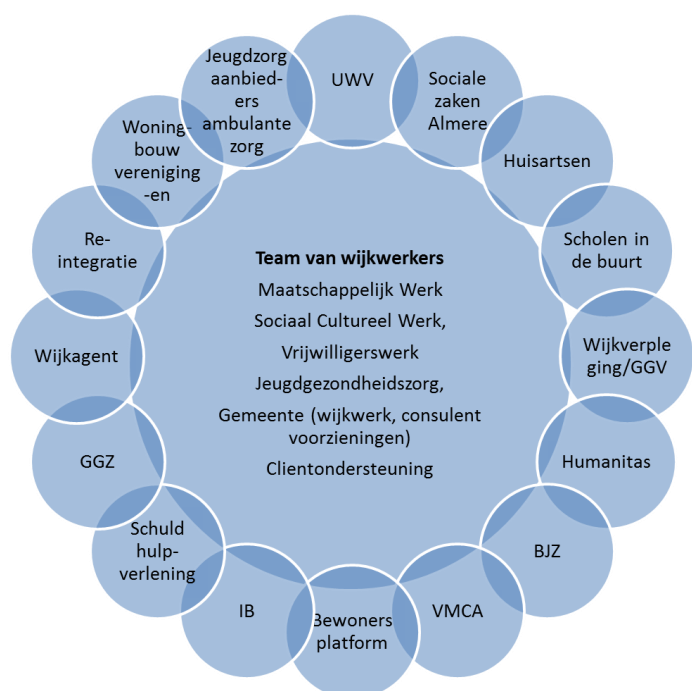 UWV
Sociale
zaken
Almere
Huisartsen
Scholen in
de buurt
Wijkverple
ging/GGV
Humanitas
BJZ
VMCA
Bewoners
platform
IB
Schuld
hulp-
verlening
GGZ
Wijkagent
Re-
integratie
Woning-
bouw
vereniging
-en
Jeugdzorg
aanbied-
ers
ambulante
zorg
Team van wijkwerkers
Maatschappelijk Werk
Sociaal Cultureel Werk,
Vrijwilligerswerk
Jeugdgezondheidszorg,
Gemeente (wijkwerk, consulent
voorzieningen)
Clientondersteuning